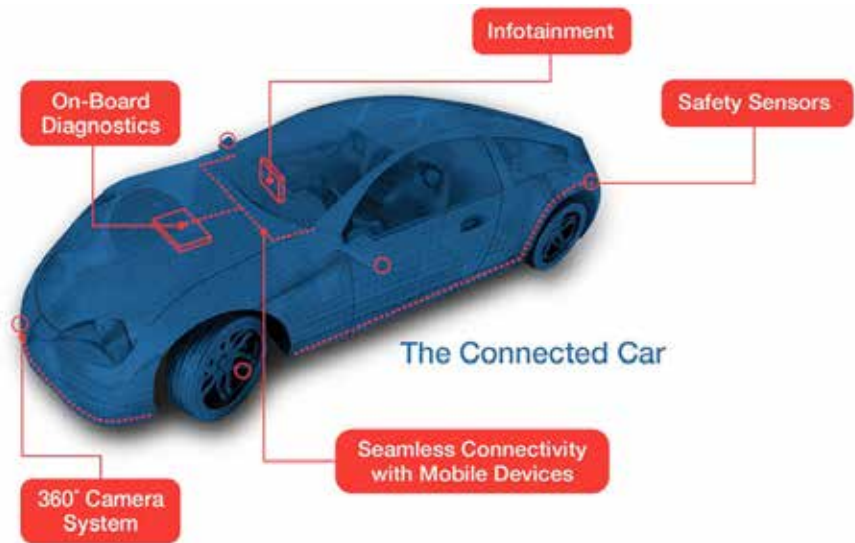 Infotainment
On-Board
Diagnostics
Safety Sensors
The Connected Car
Seamless Connectivity
with Mobile Devices
360° Camera
System